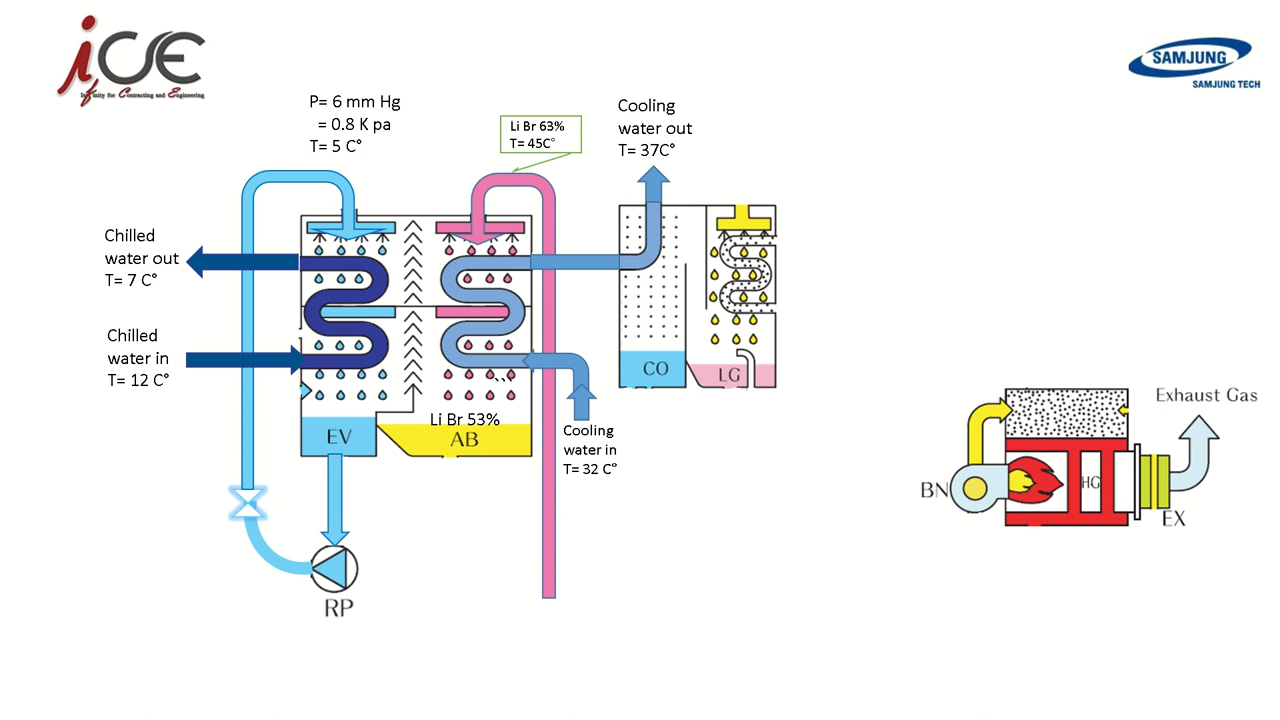 iCSE
Infinity for Contracting and Engineering
SAMJUNG
SAMJUNG TECH
P= 6 mm Hg
= 0.8 K pa
T= 5 C°
Li Br 63%
T= 45C°
Cooling
water out
T= 37C°
Chilled
water out
T= 7 C°
Chilled
water in
T= 12 C°
CO
LG
Li Br 53%
EV
AB
Cooling
water in
T= 32 C°
Exhaust Gas
BN
HG
EX
RP